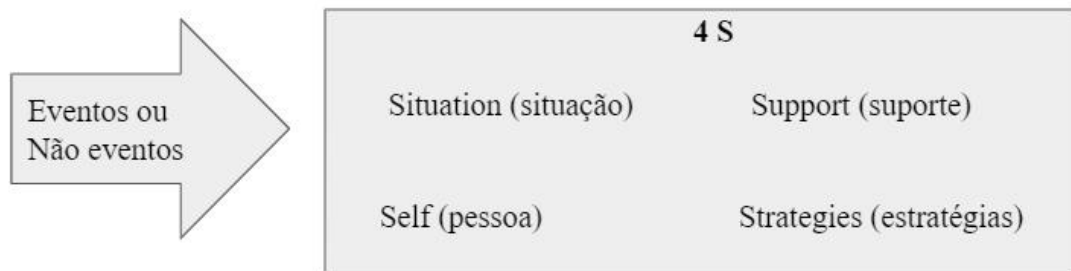 4 S
Eventos ou
Não eventos
Situation (situação)
Support (suporte)
Self (pessoa)
Strategies (estratégias)